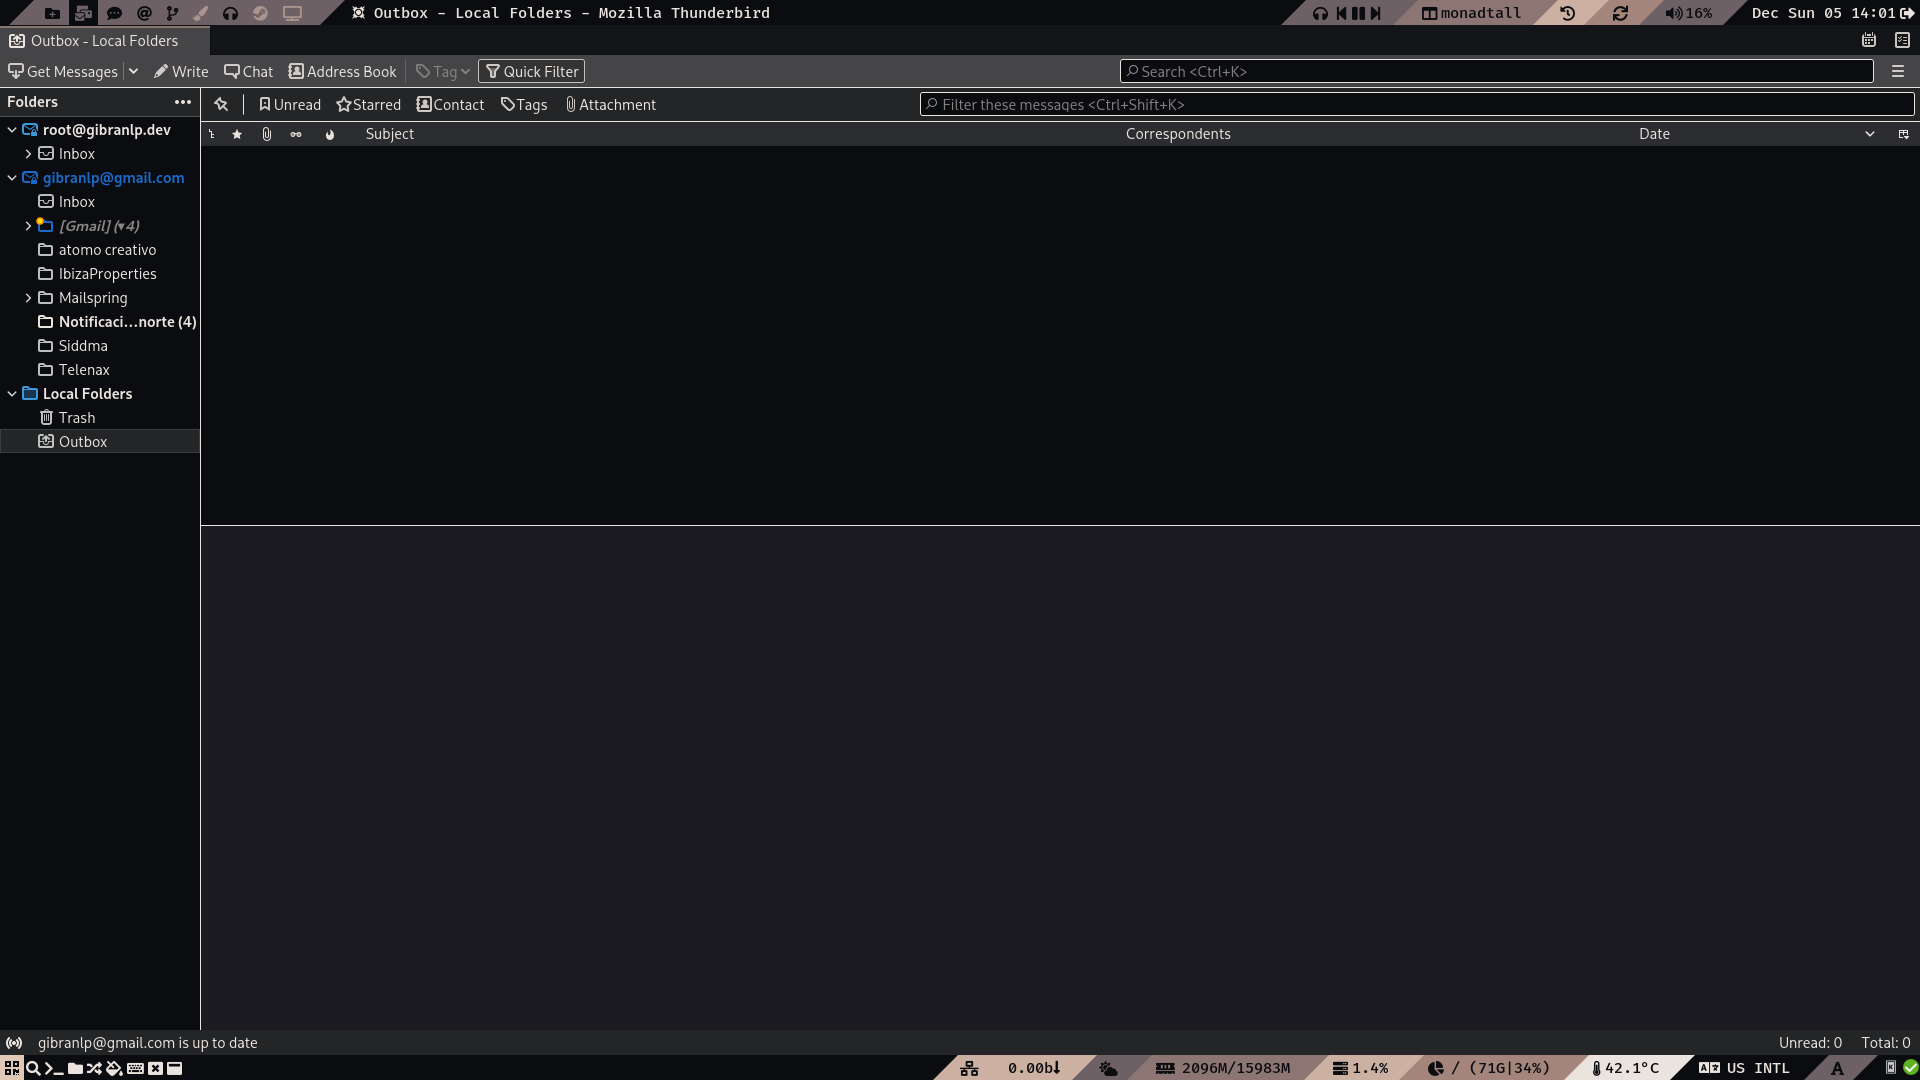 Outbox - Local Folders - Mozilla Thunderbird
monadtall
16%
Dec Sun 05 14:01
Outbox - Local Folders
Get Messages
Write
Chat
Address Book
Tag
Quick Filter
Search <Ctrl+K>
Folders
Unread
Starred
Contact
Tags
Attachment
Filter these messages <Ctrl+Shift+K>
Subject
Correspondents
Date
root@gibranlp.dev
Inbox
gibranlp@gmail.com
Inbox
[Gmail] (▾4)
atomo creativo
IbizaProperties
Mailspring
Notificaci…norte (4)
Siddma
Telenax
Local Folders
Trash
Outbox
gibranlp@gmail.com is up to date
Unread: 0
Total: 0
0.00b↓
2096M/15983M
1.4%
/ (71G|34%)
42.1°C
US INTL
A